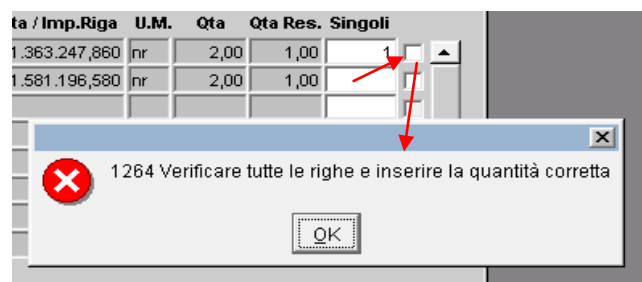 ta / Imp.Riga U.M. Qta Qta Res. Singoli
1.363.247,860 nr 2,00 1,00 1
1.581.196,580 nr 2,00 1,00
1264 Verificare tutte le righe e inserire la quantità corretta
OK